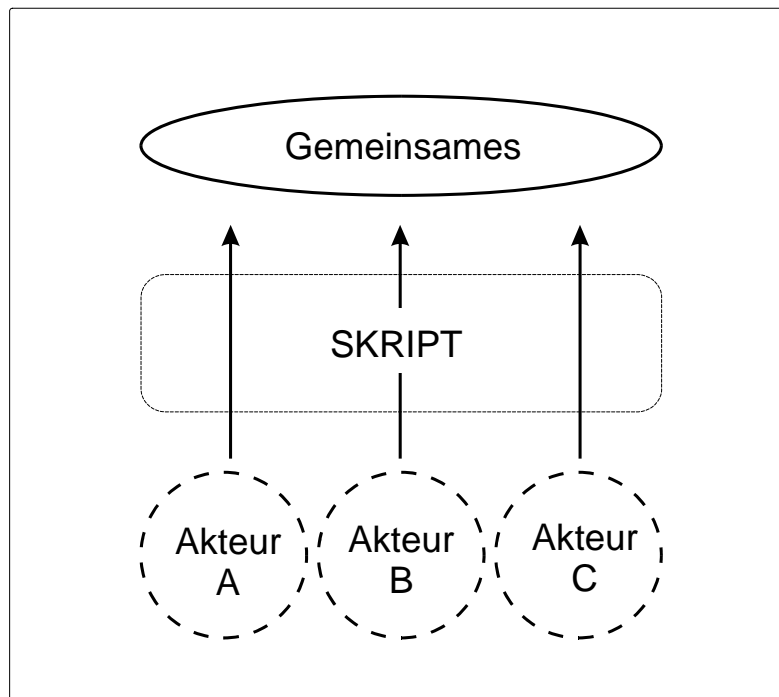 Gemeinsames
SKRIPT
Akteur
A
Akteur
B
Akteur
C